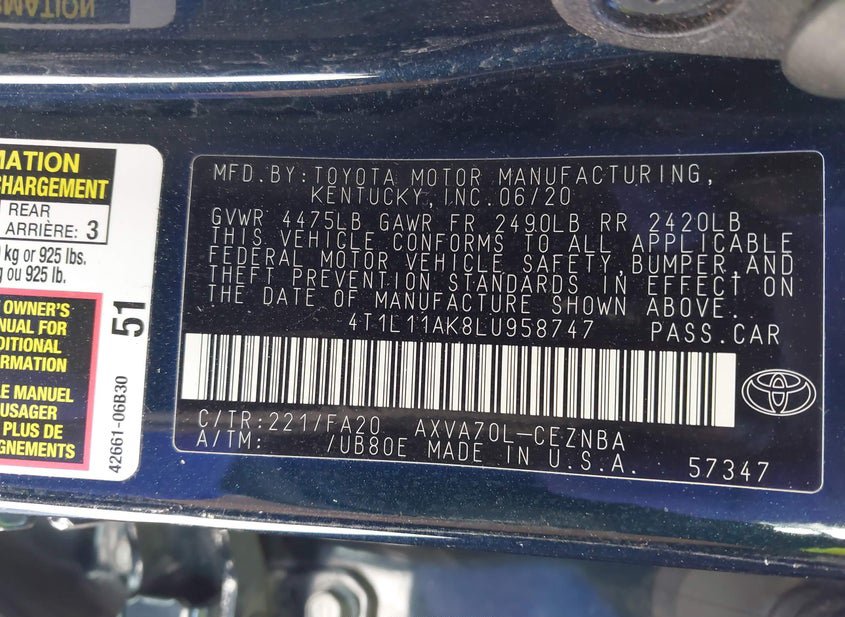 MATION
MATION
CHARGEMENT
REAR
ARRIÈRE: 3
kg or 925 lbs.
g ou 925 lb.
OWNER'S
NUAL FOR
DITIONAL
ORMATION
LE MANUEL
USAGER
PLUS DE
GNEMENTS
51
42661-06B30
MFD.BY:TOYOTA MOTOR MANUFACTURING,
KENTUCKY,INC.06/20
GVWR 4475LB GAWR FR 2490LB RR 2420LB
THIS VEHICLE CONFORMS TO ALL APPLICABLE
FEDERAL MOTOR VEHICLE SAFETY,BUMPER,AND
THEFT PREVENTION STANDARDS IN EFFECT ON
THE DATE OF MANUFACTURE SHOWN ABOVE.
4T1L11AK8LU958747 PASS.CAR
C/TR:221/FA20 AXVA70L-CEZNBA
A/TM: /UB80E MADE IN U.S.A. 57347